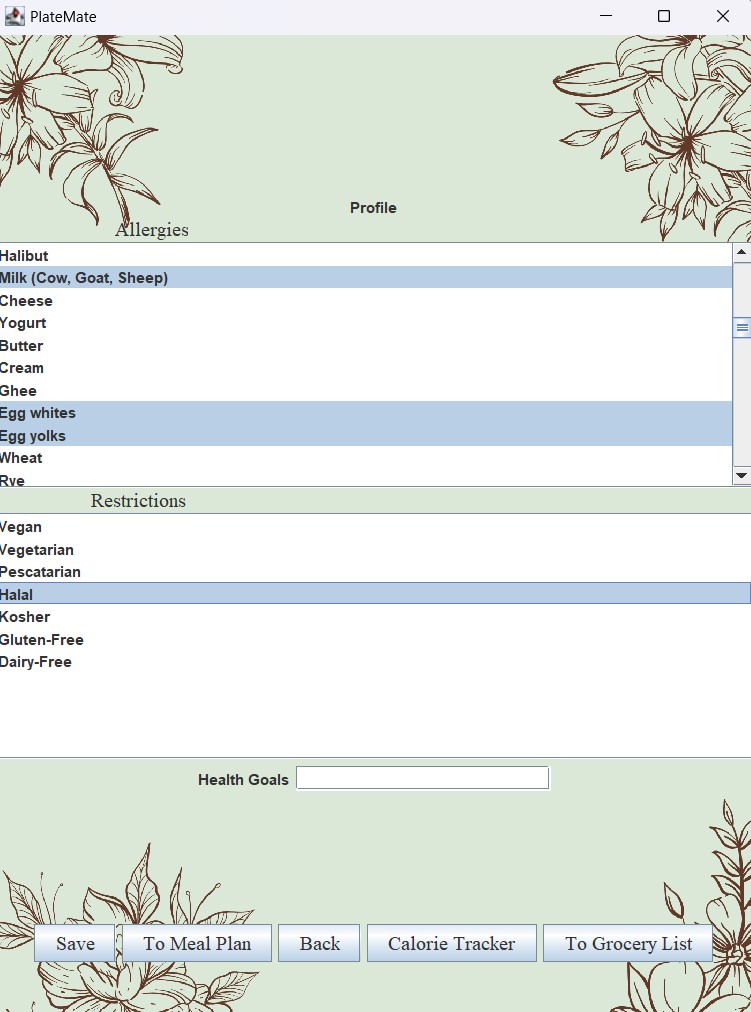 PlateMate
Profile
Allergies
Halibut
Milk (Cow, Goat, Sheep)
Cheese
Yogurt
Butter
Cream
Ghee
Egg whites
Egg yolks
Wheat
Rye
Restrictions
Vegan
Vegetarian
Pescatarian
Halal
Kosher
Gluten-Free
Dairy-Free
Health Goals
Save To Meal Plan Back Calorie Tracker To Grocery List